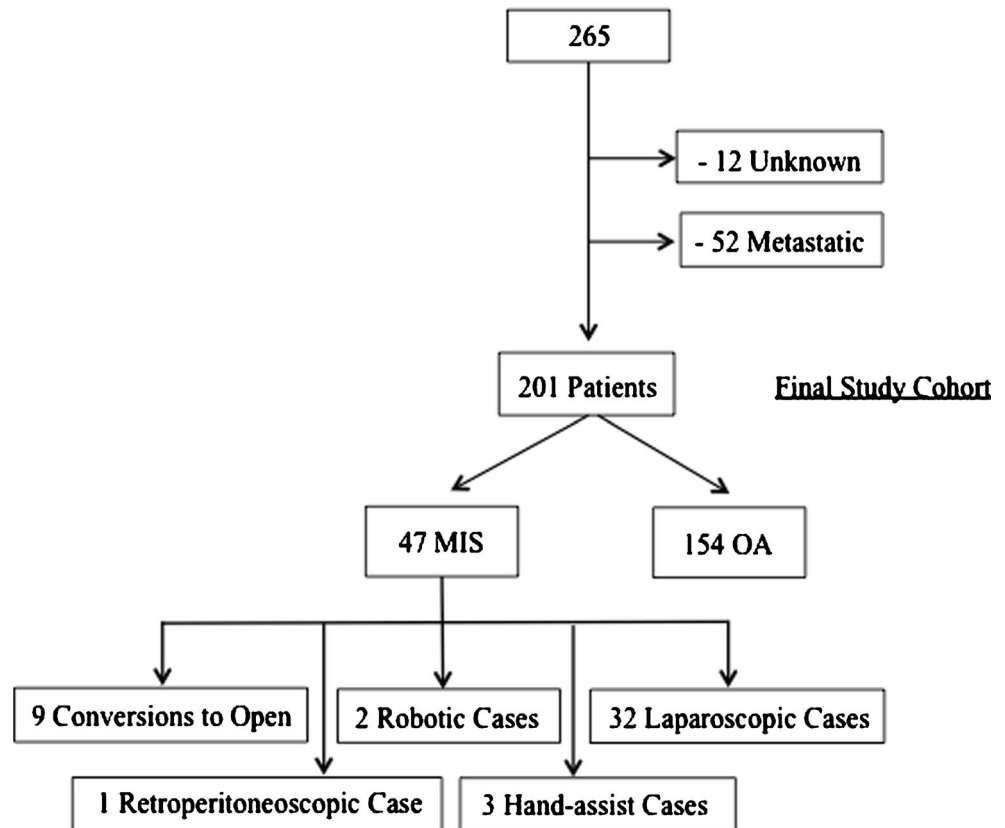 265
- 12 Unknown
- 52 Metastatic
201 Patients
Final Study Cohort
47 MIS
154 OA
9 Conversions to Open
2 Robotic Cases
32 Laparoscopic Cases
1 Retroperitoneoscopic Case
3 Hand-assist Cases